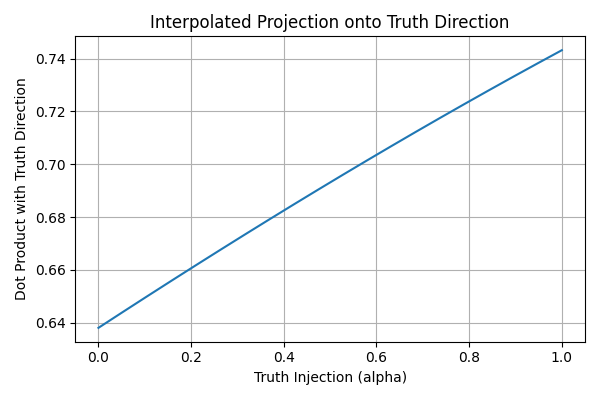 Interpolated Projection onto Truth Direction
Dot Product with Truth Direction
0.74
0.72
0.70
0.68
0.66
0.64
0.0 0.2 0.4 0.6 0.8 1.0
Truth Injection (alpha)